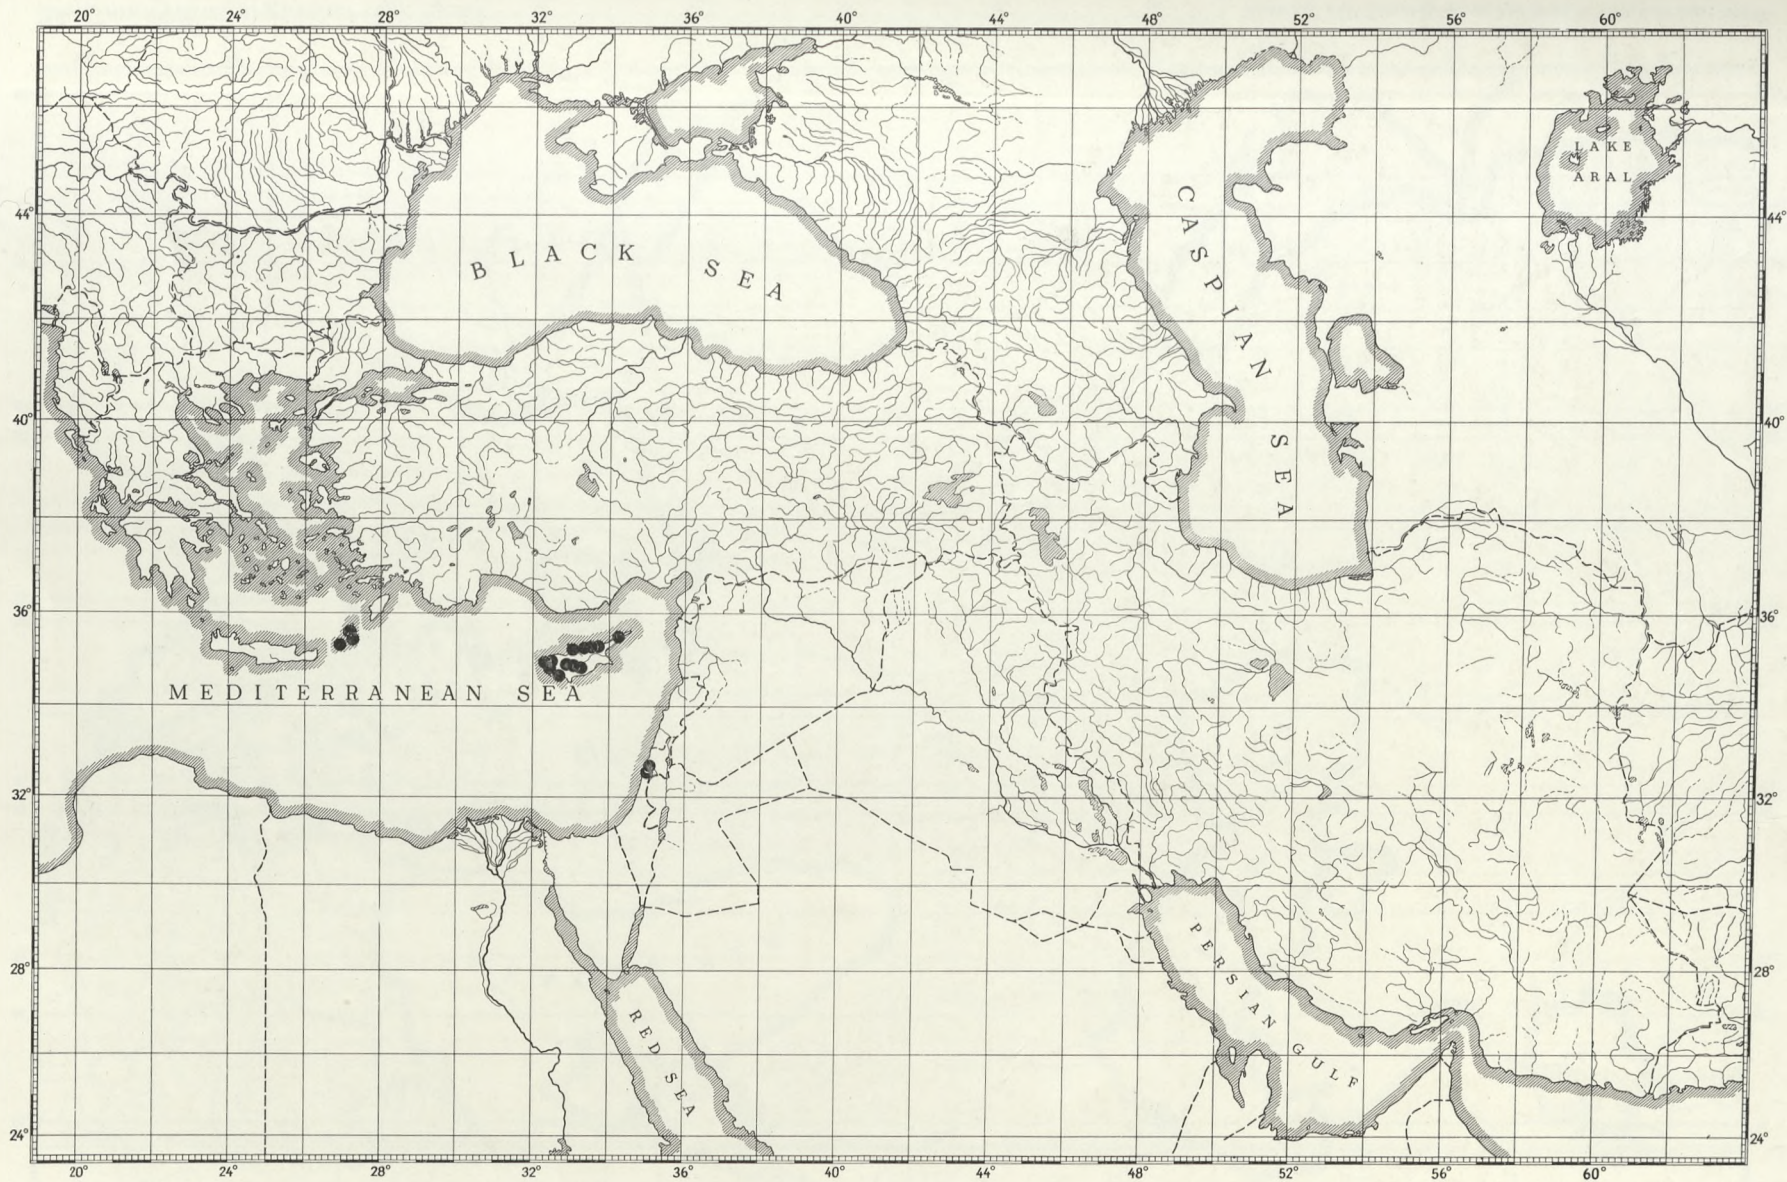 20° 24° 28° 32° 36° 40° 44° 48° 52° 56° 60°
LAKE
ARAL
44° 44°
CASPIAN SEA
BLACK SEA
40° 40°
36° 36°
MEDITERRANEAN SEA
32° 32°
28° 28°
PERSIAN GULF
RED SEA
24° 24°
20° 24° 28° 32° 36° 40° 44° 48° 52° 56° 60°